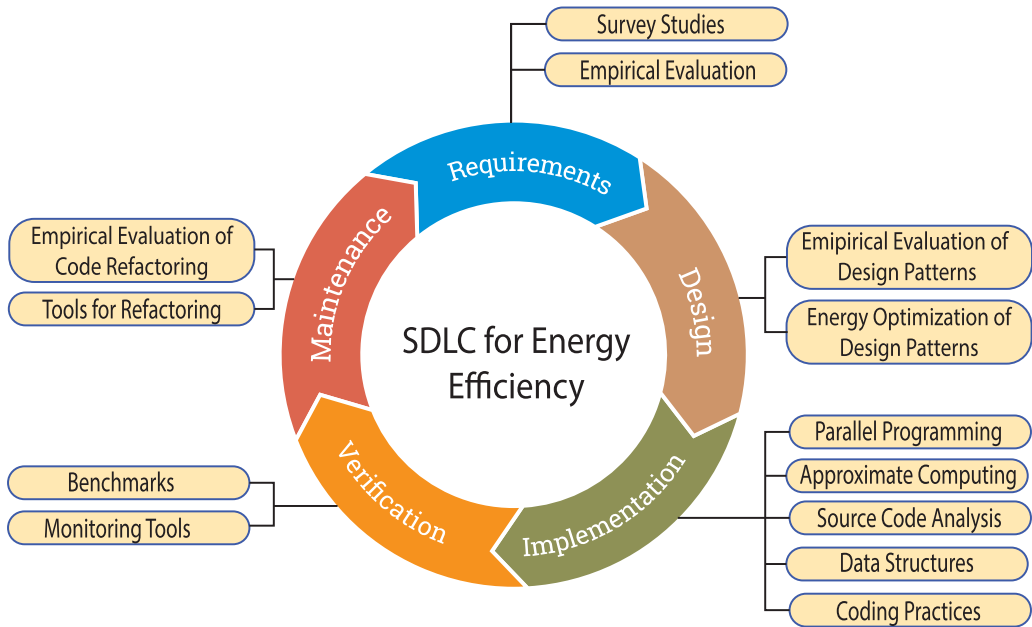 Survey Studies
Empirical Evaluation
Requirements
Design
Implementation
Verification
Maintenance
SDLC for Energy
Efficiency
Empirical Evaluation of
Code Refactoring
Tools for Refactoring
Emipirical Evaluation of
Design Patterns
Energy Optimization of
Design Patterns
Parallel Programming
Approximate Computing
Source Code Analysis
Data Structures
Coding Practices
Benchmarks
Monitoring Tools